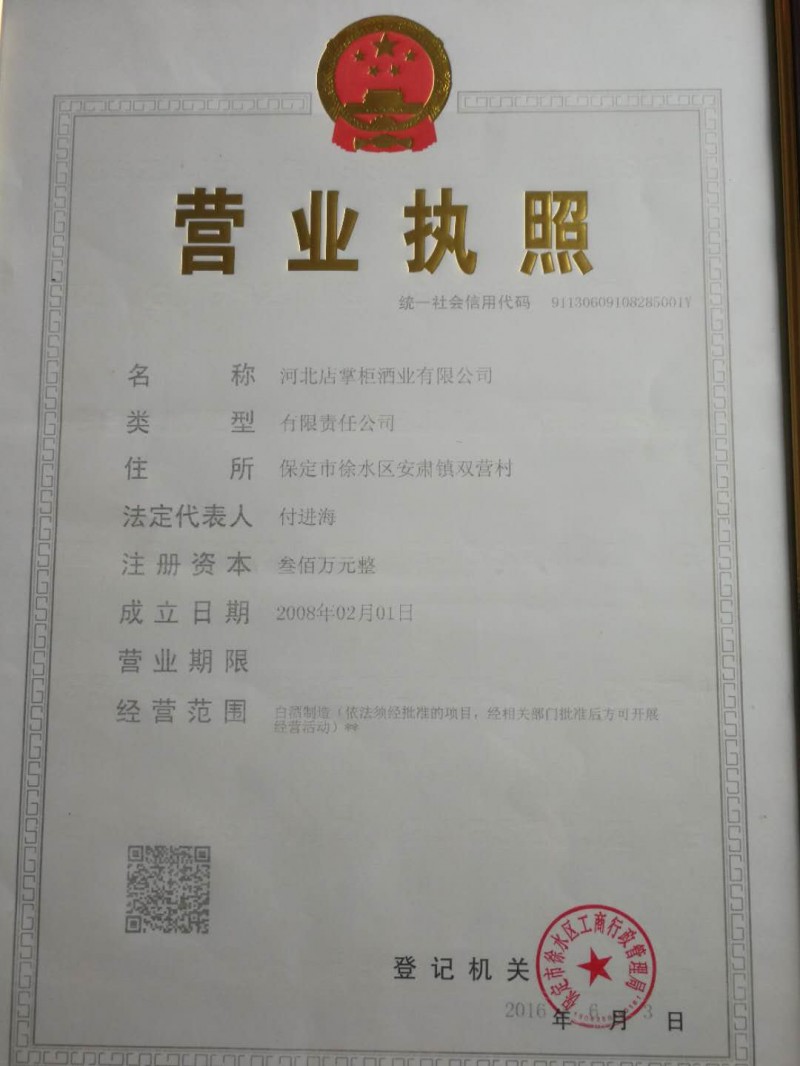 营业执照
统一社会信用代码 91130609108285001Y
名称 河北店掌柜酒业有限公司
类型 有限责任公司
住所 保定市徐水区安肃镇双营村
法定代表人 付进海
注册资本 叁佰万元整
成立日期 2008年02月01日
营业期限
经营范围 白酒制造（依法须经批准的项目，经相关部门批准后方可开展
经营活动）**
登记机关
保定市徐水区工商行政管理局
2016年6月3日